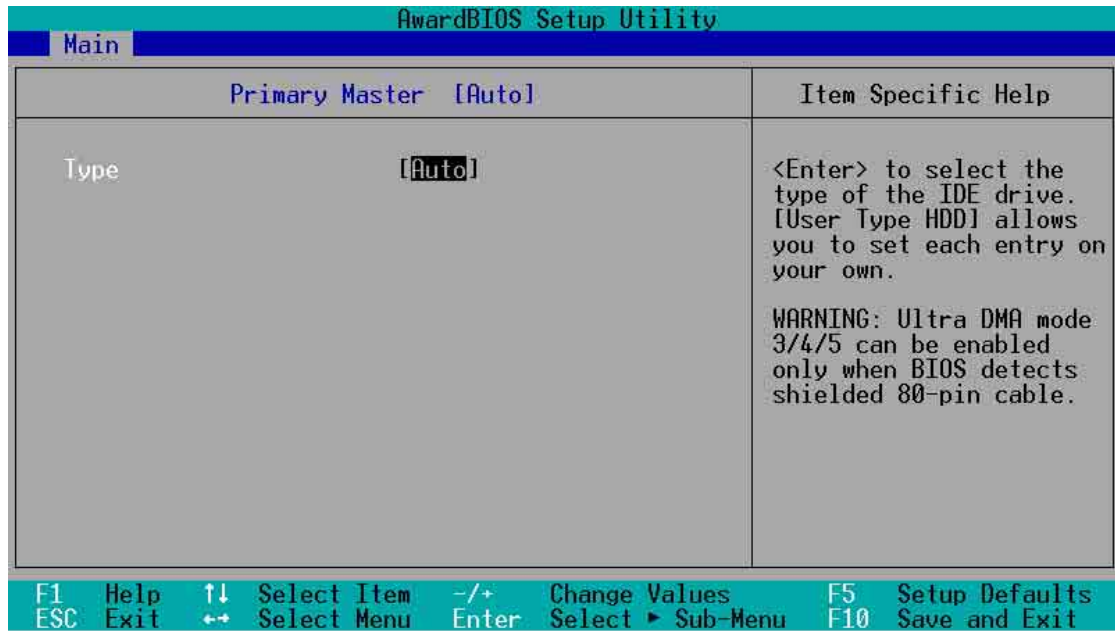 AwardBIOS Setup Utility
Main
Primary Master [Auto]
Item Specific Help
Type [Auto]
<Enter> to select the
type of the IDE drive.
[User Type HDD] allows
you to set each entry on
your own.
WARNING: Ultra DMA mode
3/4/5 can be enabled
only when BIOS detects
shielded 80-pin cable.
F1 Help ↑↓ Select Item -/+ Change Values F5 Setup Defaults
ESC Exit ←→ Select Menu Enter Select ► Sub-Menu F10 Save and Exit